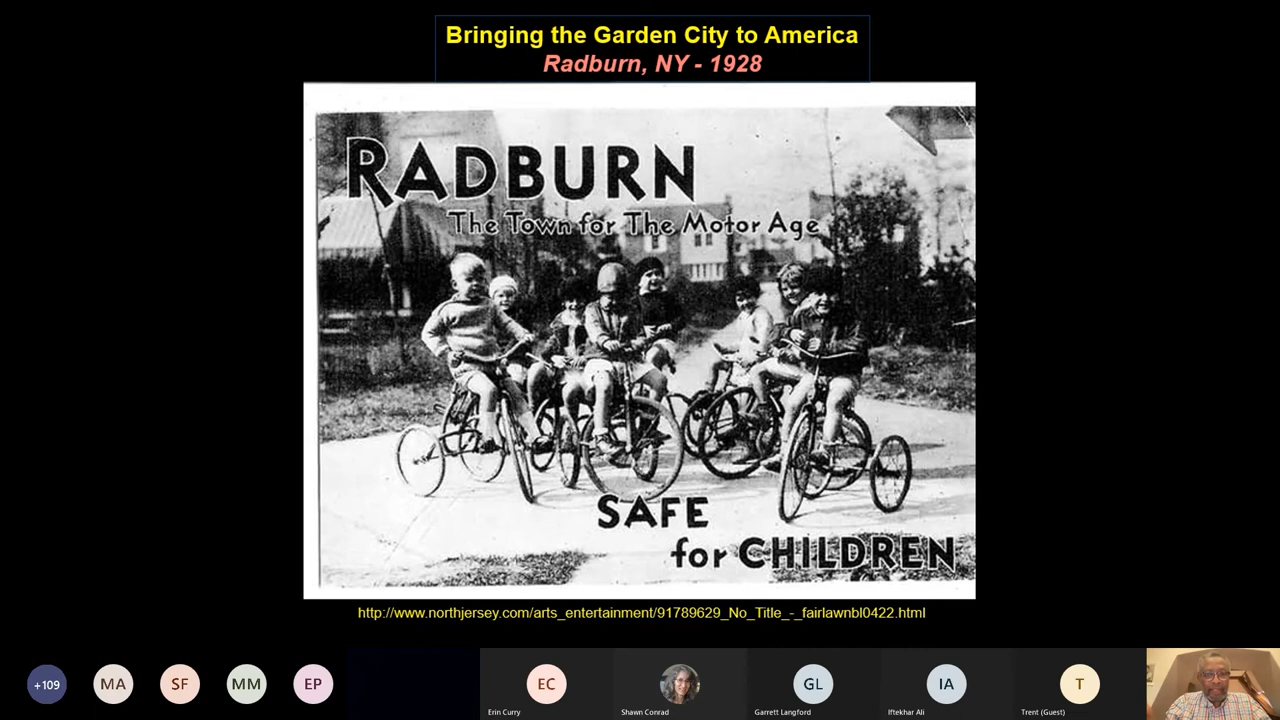 Bringing the Garden City to America
Radburn, NY - 1928
RADBURN
The Town for The Motor Age
SAFE
for CHILDREN
http://www.northjersey.com/arts_entertainment/91789629_No_Title_-_fairlawnbl0422.html
+109
MA
SF
MM
EP
EC
GL
IA
T
Erin Curry
Shawn Conrad
Garrett Langford
Iftekhar Ali
Trent (Guest)